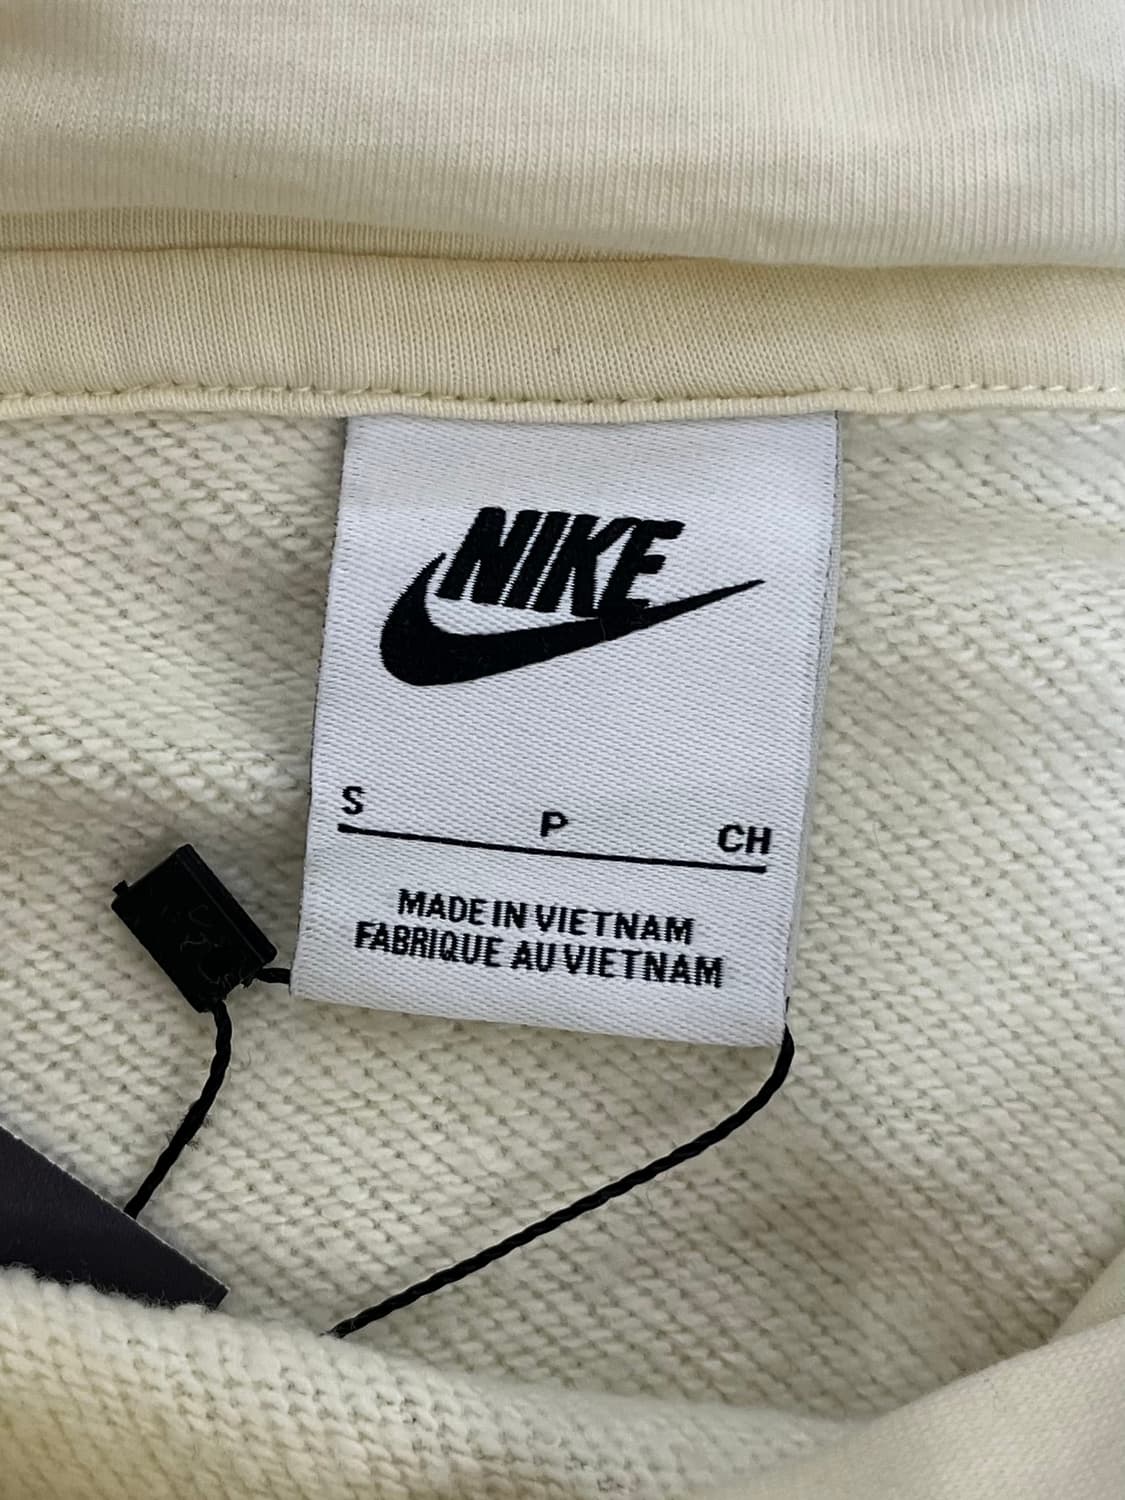 NIKE
S P CH
MADE IN VIETNAM
FABRIQUE AU VIETNAM